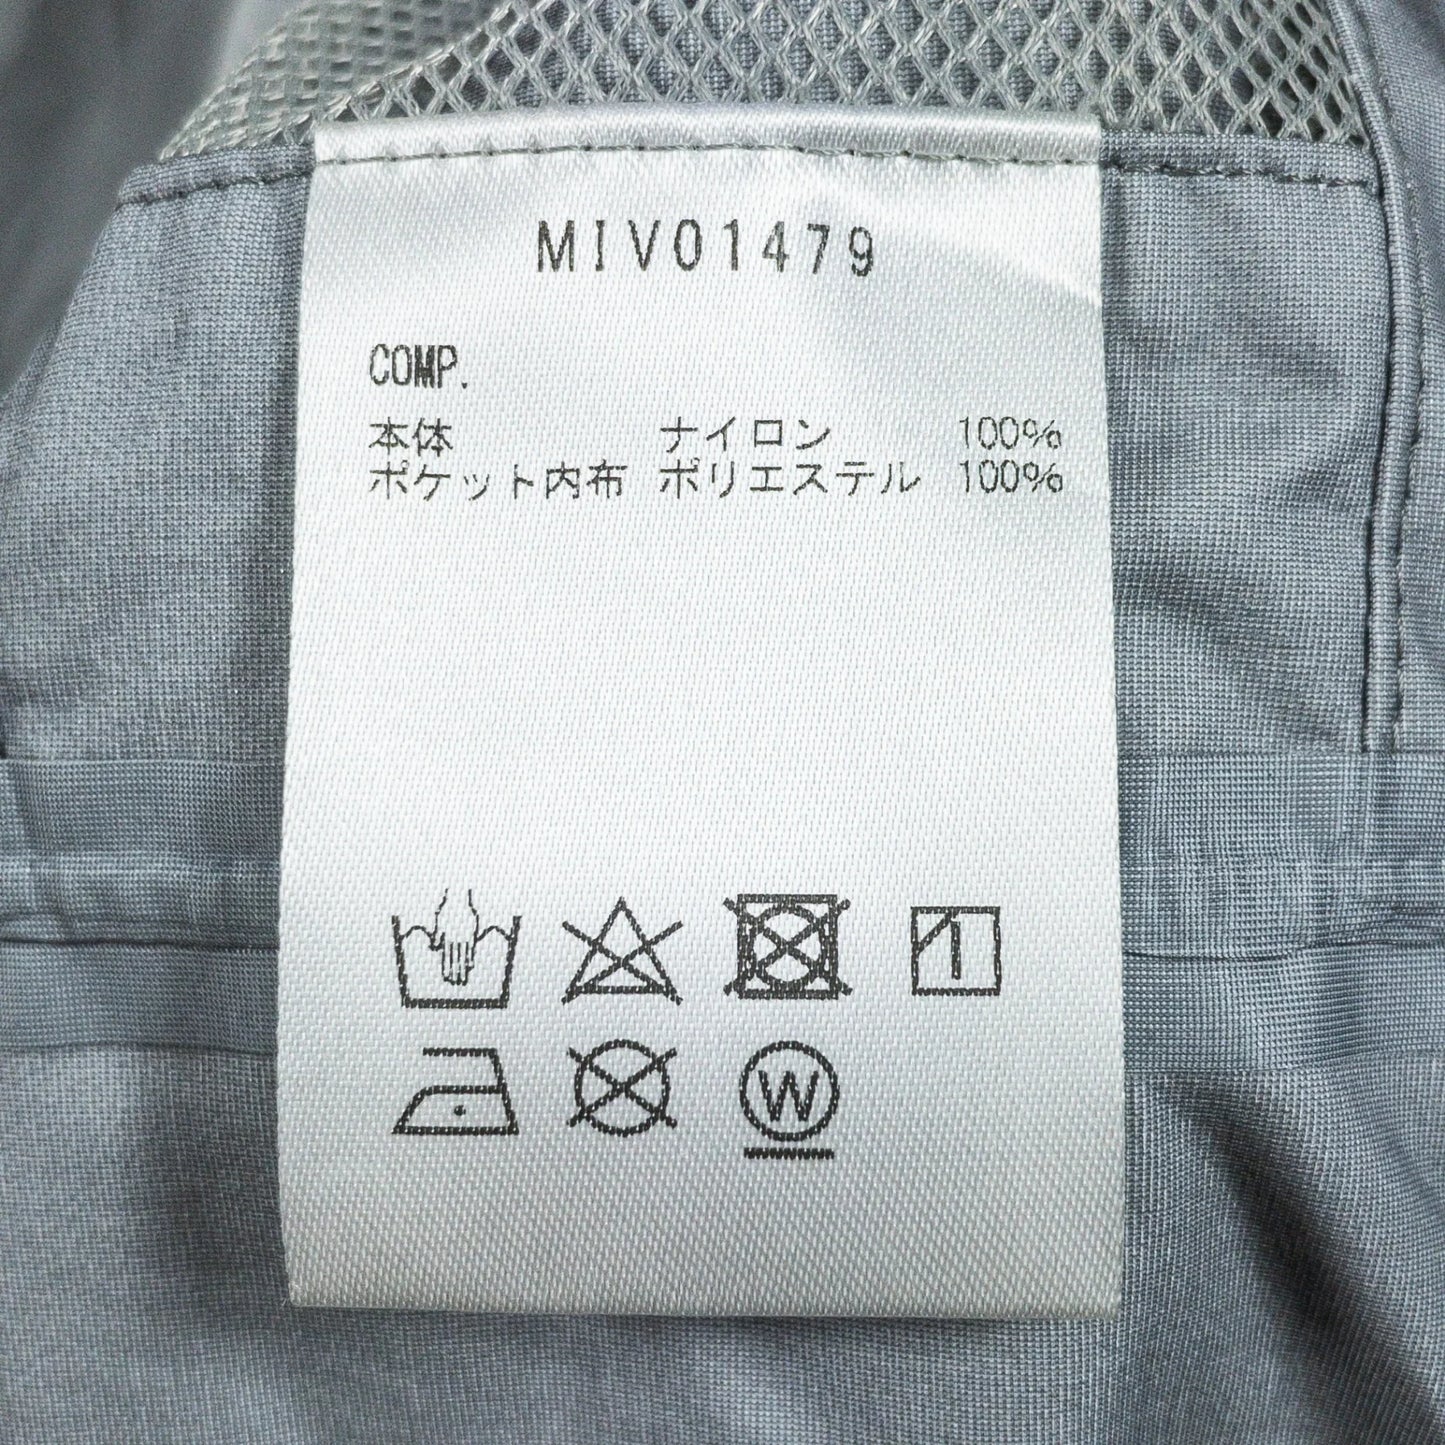 MIV01479
COMP.
本体 ナイロン 100%
ポケット内布 ポリエステル 100%
W